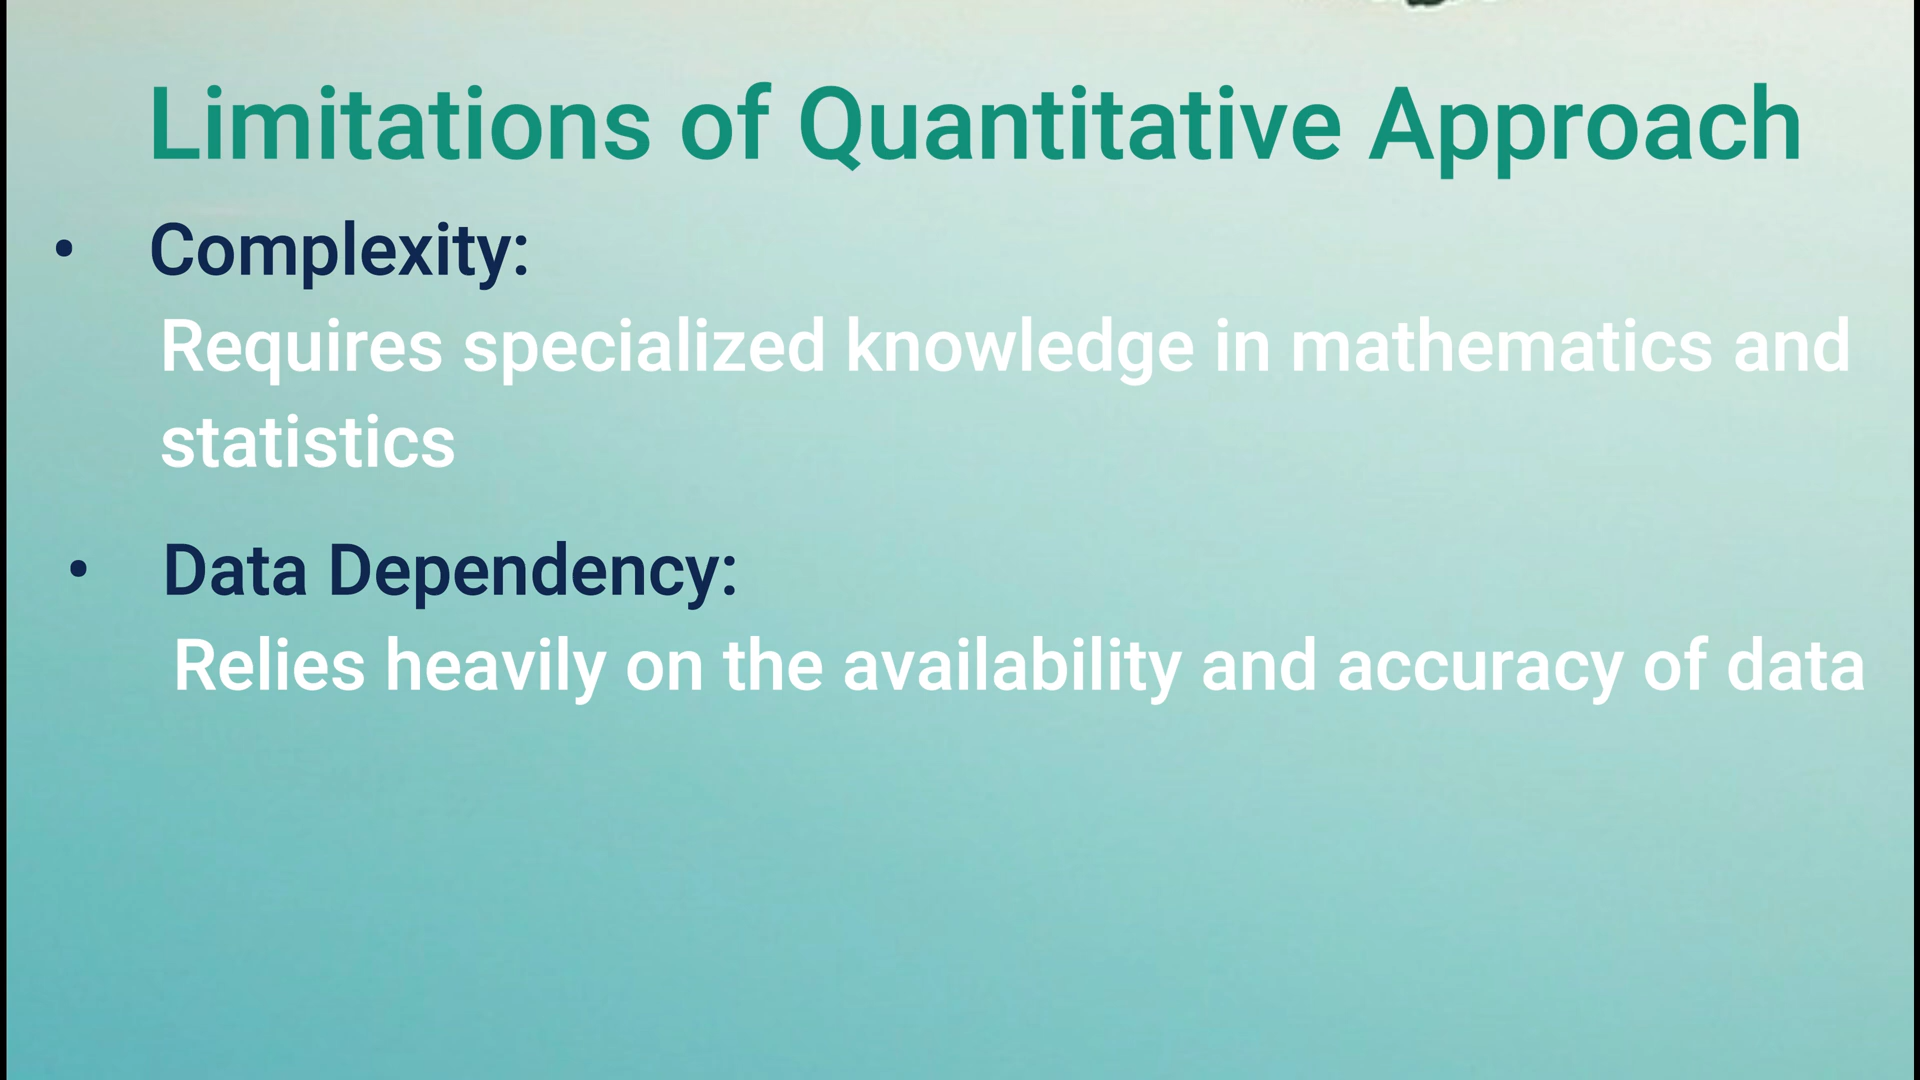 Limitations of Quantitative Approach
• Complexity:
Requires specialized knowledge in mathematics and
statistics
• Data Dependency:
Relies heavily on the availability and accuracy of data